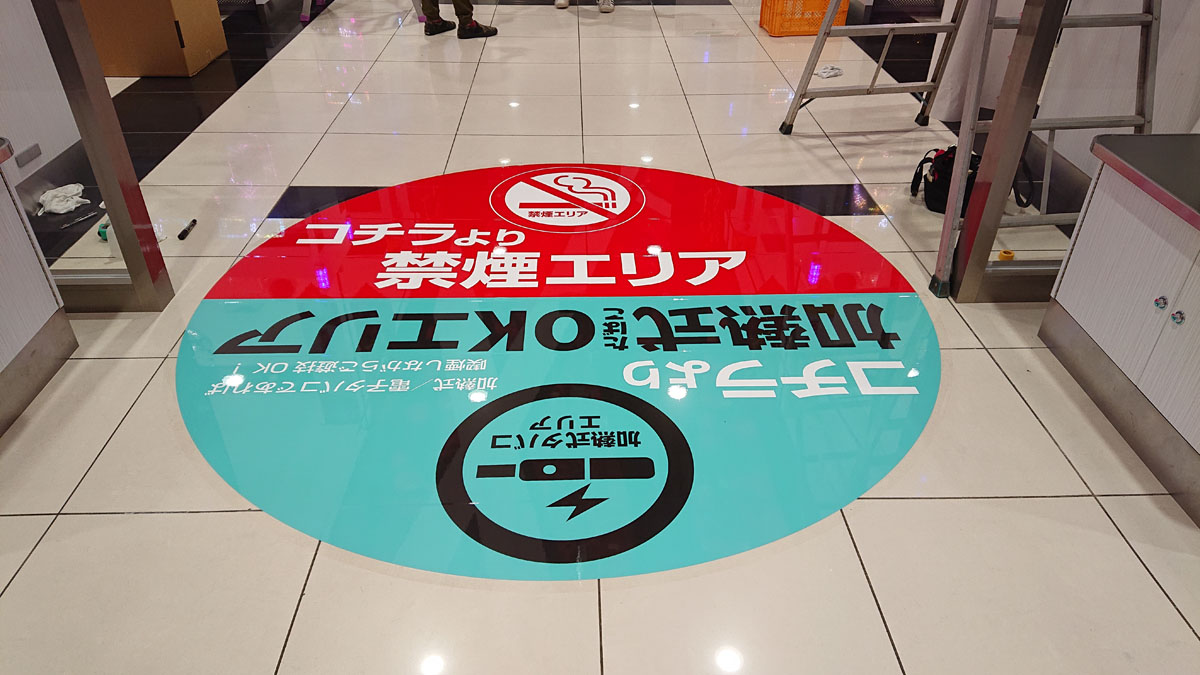 禁煙エリア
コチラより
禁煙エリア
コチラより
加熱式たばこOKエリア
加熱式／電子タバコであれば
喫煙しながらご遊技OK！
加熱式タバコ
エリア